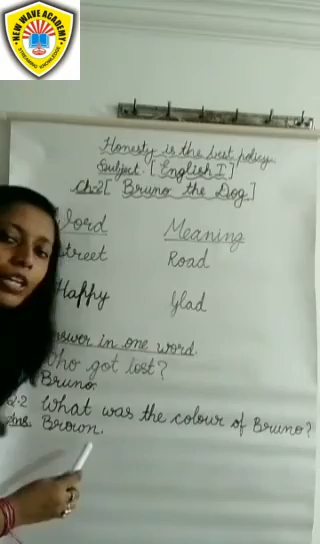 NEW WAVE ACADEMY
STREAMING KNOWLEDGE
Honesty is the best policy.
Subject [English I]
Ch-2 [Bruno the Dog.]
Word Meaning
Street Road
Happy Glad
Answer in one word.
Who got lost?
Bruno.
Q.2 What was the colour of Bruno?
Ans. Brown.